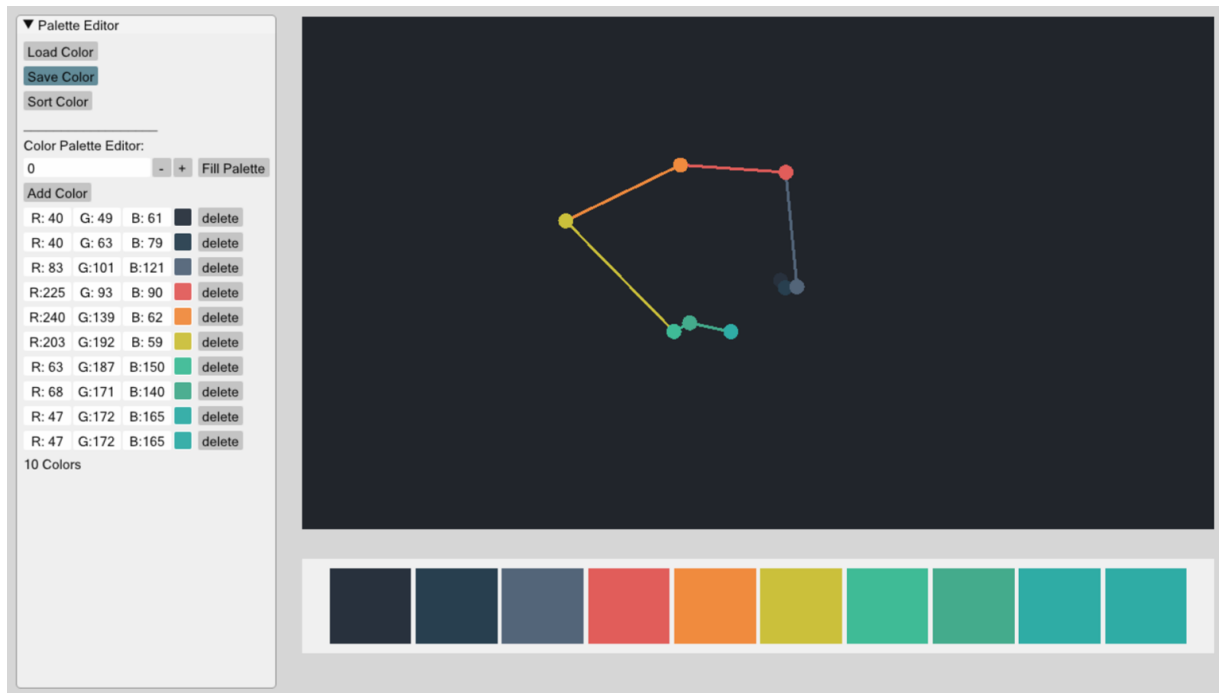 Palette Editor
Load Color
Save Color
Sort Color
Color Palette Editor:
0 - + Fill Palette
Add Color
R: 40 G: 49 B: 61 delete
R: 40 G: 63 B: 79 delete
R: 83 G:101 B:121 delete
R:225 G: 93 B: 90 delete
R:240 G:139 B: 62 delete
R:203 G:192 B: 59 delete
R: 63 G:187 B:150 delete
R: 68 G:171 B:140 delete
R: 47 G:172 B:165 delete
R: 47 G:172 B:165 delete
10 Colors